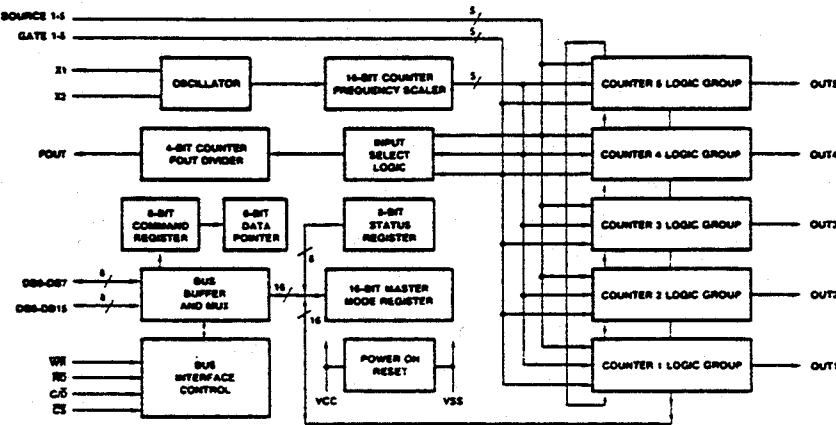 SOURCE 1-5
GATE 1-5
5
5
X1
X2
OSCILLATOR
16-BIT COUNTER
FREQUENCY SCALER
5
COUNTER 5 LOGIC GROUP
OUT5
FOUT
4-BIT COUNTER
FOUT DIVIDER
INPUT
SELECT
LOGIC
COUNTER 4 LOGIC GROUP
OUT4
8-BIT
COMMAND
REGISTER
6-BIT
DATA
POINTER
8-BIT
STATUS
REGISTER
COUNTER 3 LOGIC GROUP
OUT3
8
DB0-DB7
8
DB8-DB15
8
BUS
BUFFER
AND MUX
16
16
16-BIT MASTER
MODE REGISTER
COUNTER 2 LOGIC GROUP
OUT2
WR
RD
C/D
CS
BUS
INTERFACE
CONTROL
POWER ON
RESET
VCC
VSS
COUNTER 1 LOGIC GROUP
OUT1